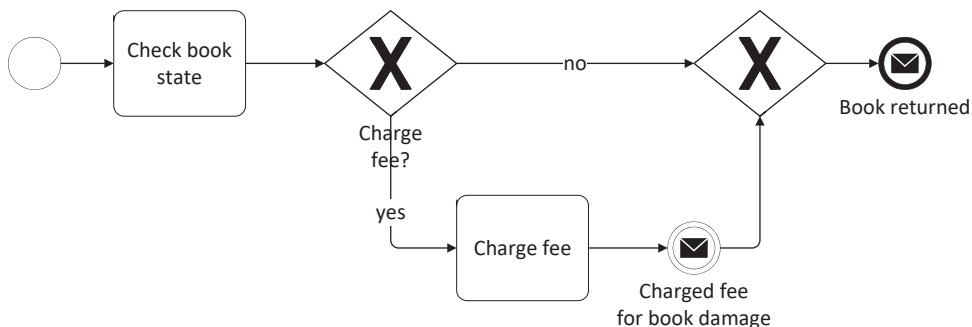 Check book
state
no
Book returned
Charge
fee?
yes
Charge fee
Charged fee
for book damage